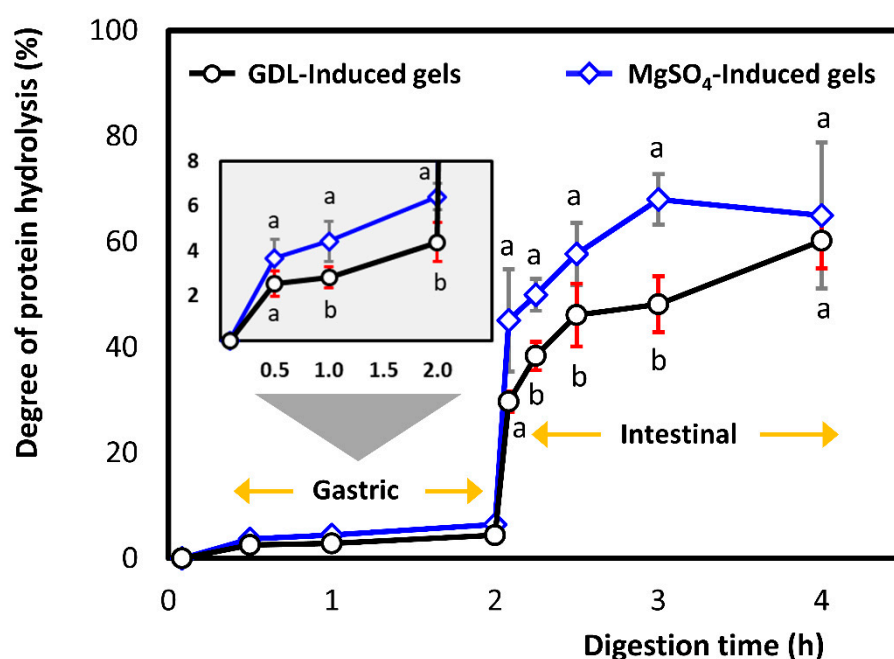 Degree of protein hydrolysis (%)
100
80
60
40
20
0
GDL-Induced gels
MgSO₄-Induced gels
8
6
4
2
a
a
a
a
b
b
0.5 1.0 1.5 2.0
a
a
a
a
a
a
b
b
b
a
Gastric
Intestinal
0 1 2 3 4
Digestion time (h)